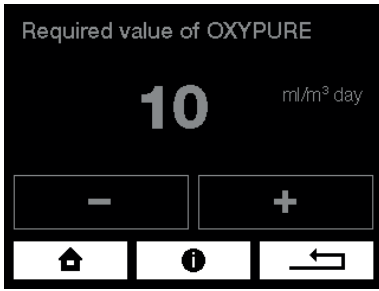 Required value of OXYPURE
10 ml/m³ day
− +
i